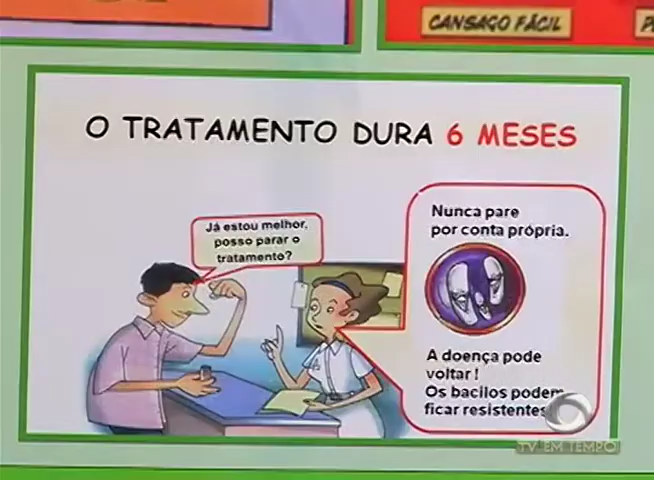 CANSAGO FÁCIL
O TRATAMENTO DURA 6 MESES
Já estou melhor,
posso parar o
tratamento?
Nunca pare
por conta própria.
A doença pode
voltar!
Os bacilos podem
ficar resistentes
TV EM TEMPO